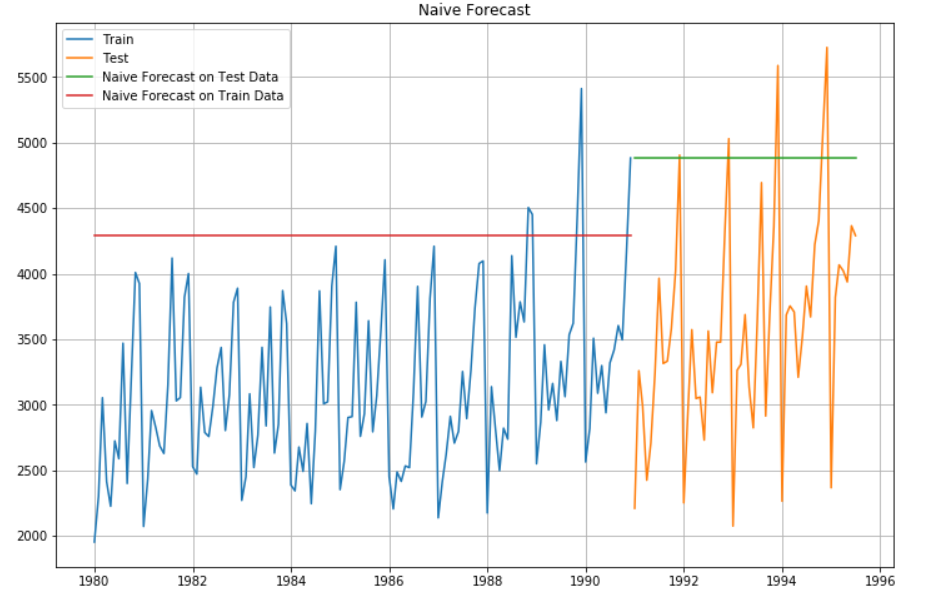 Naive Forecast
Train
Test
Naive Forecast on Test Data
Naive Forecast on Train Data
5500
5000
4500
4000
3500
3000
2500
2000
1980 1982 1984 1986 1988 1990 1992 1994 1996